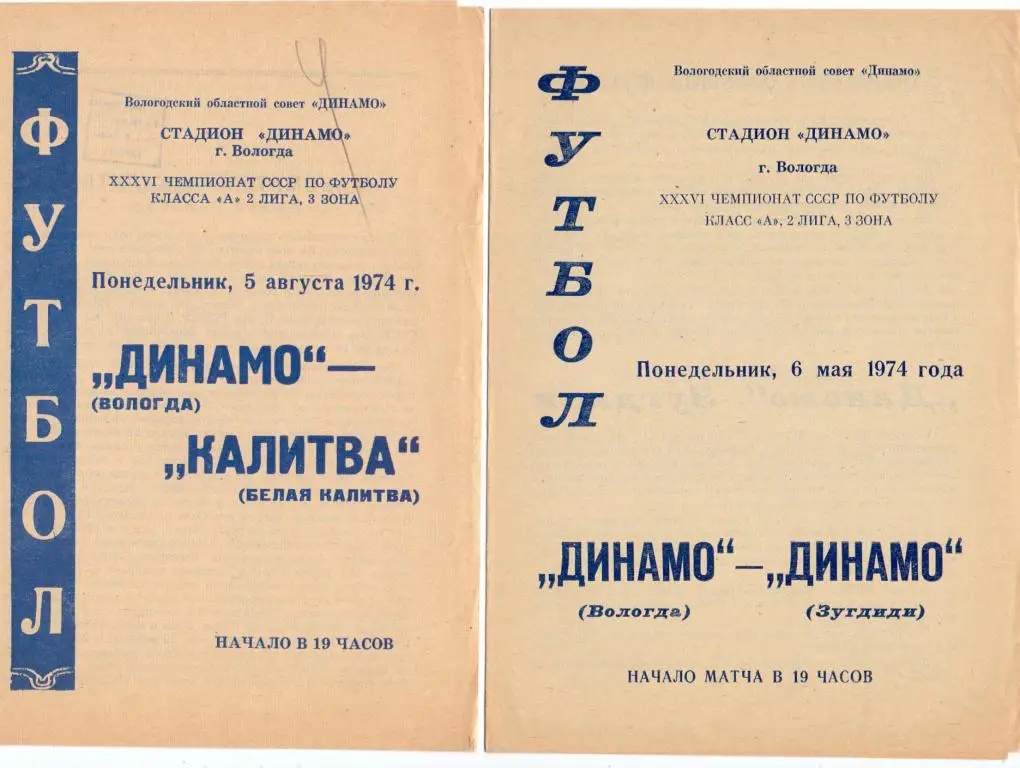 ФУТБОЛ
Вологодский областной совет «ДИНАМО»
СТАДИОН «ДИНАМО»
г. Вологда
XXXVI ЧЕМПИОНАТ СССР ПО ФУТБОЛУ
КЛАССА «А» 2 ЛИГА, 3 ЗОНА
Понедельник, 5 августа 1974 г.
„ДИНАМО“—
(ВОЛОГДА)
„КАЛИТВА“
(БЕЛАЯ КАЛИТВА)
НАЧАЛО В 19 ЧАСОВ
ФУТБОЛ
Вологодский областной совет «Динамо»
СТАДИОН «ДИНАМО»
г. Вологда
XXXVI ЧЕМПИОНАТ СССР ПО ФУТБОЛУ
КЛАСС «А», 2 ЛИГА, 3 ЗОНА
Понедельник, 6 мая 1974 года
„ДИНАМО“—„ДИНАМО“
(Вологда) (Зугдиди)
НАЧАЛО МАТЧА В 19 ЧАСОВ